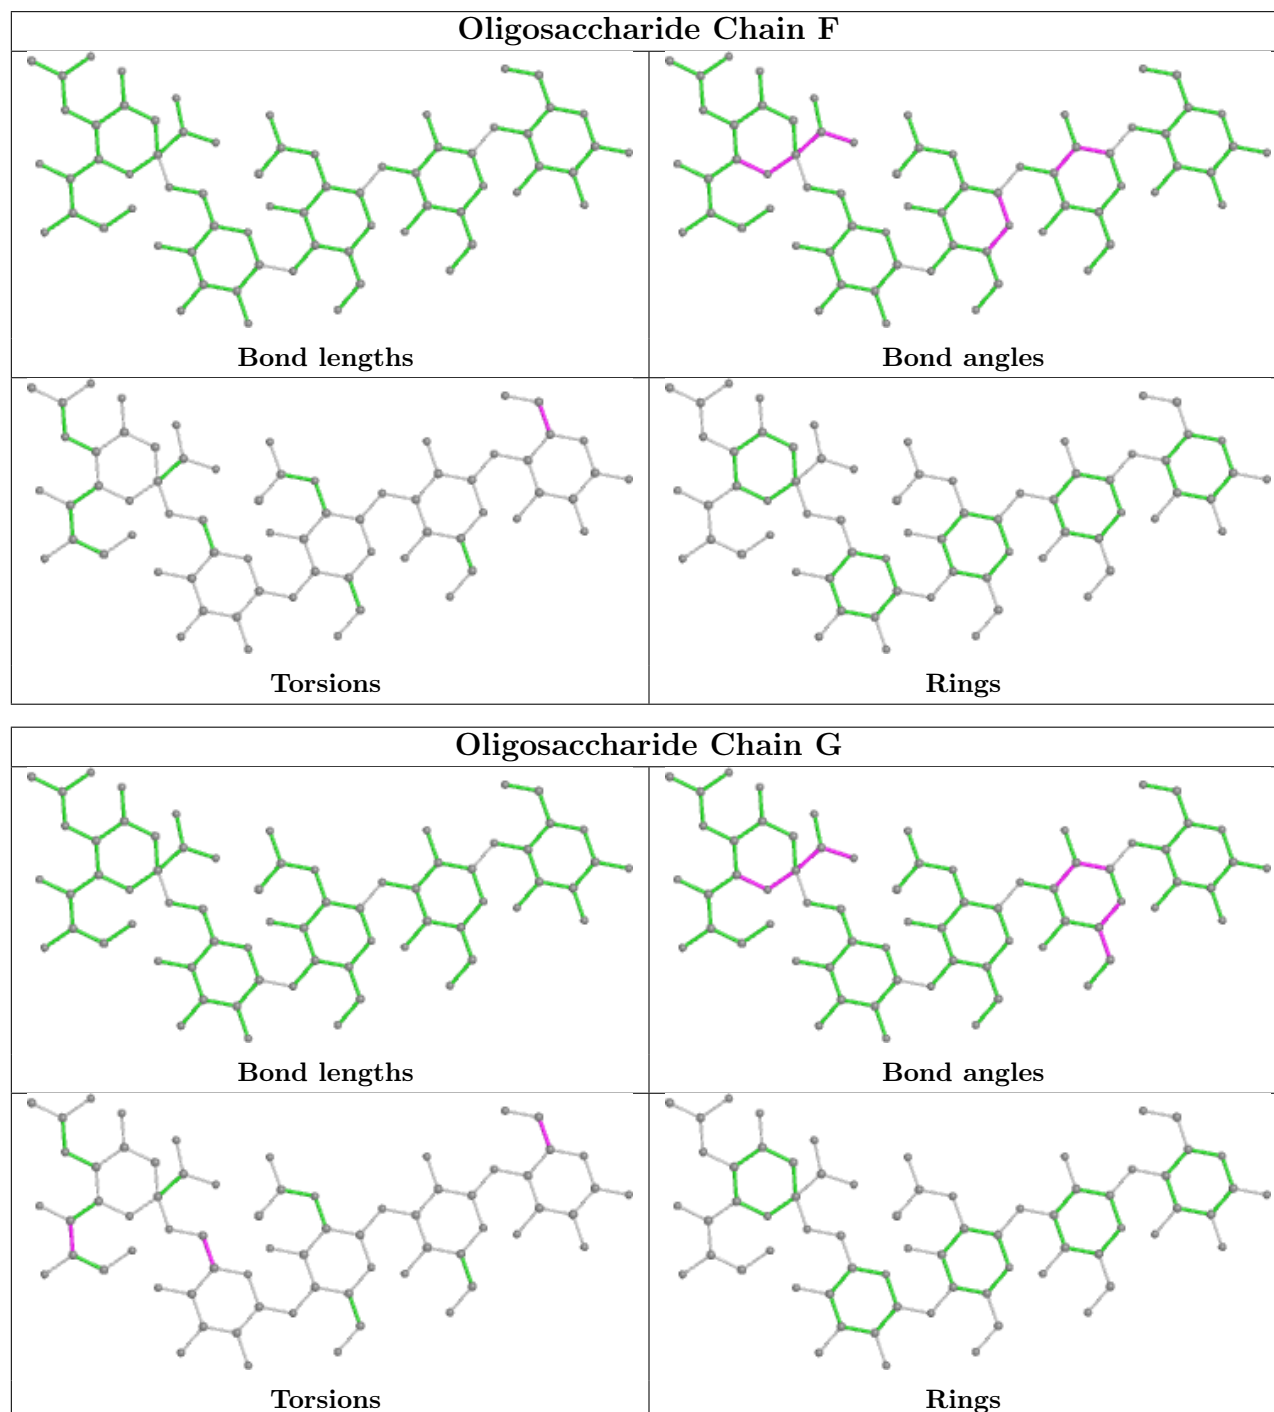 Oligosaccharide Chain F
Bond lengths
Bond angles
Torsions
Rings
Oligosaccharide Chain G
Bond lengths
Bond angles
Torsions
Rings